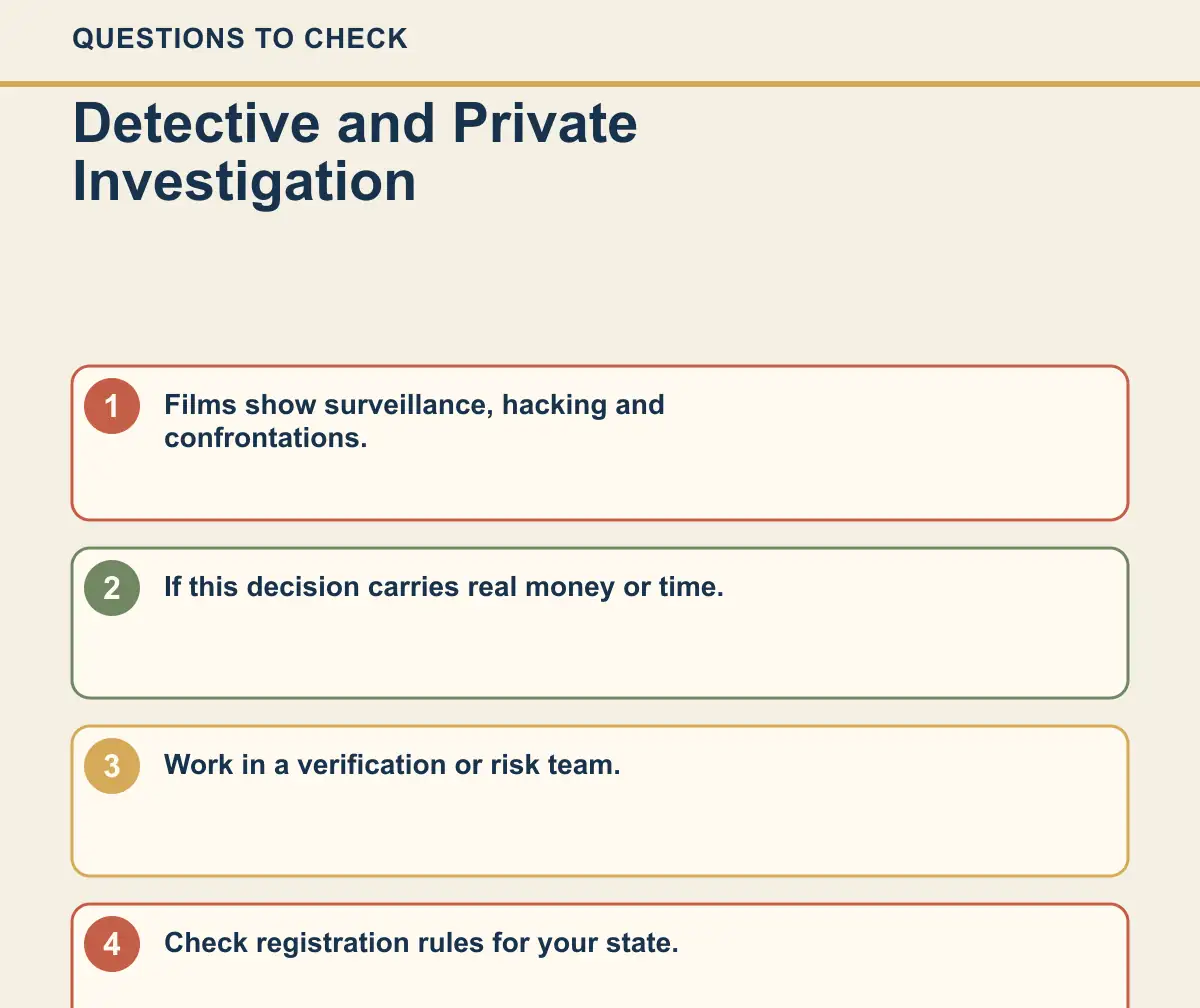 QUESTIONS TO CHECK
Detective and Private
Investigation
1
Films show surveillance, hacking and
confrontations.
2
If this decision carries real money or time.
3
Work in a verification or risk team.
4
Check registration rules for your state.